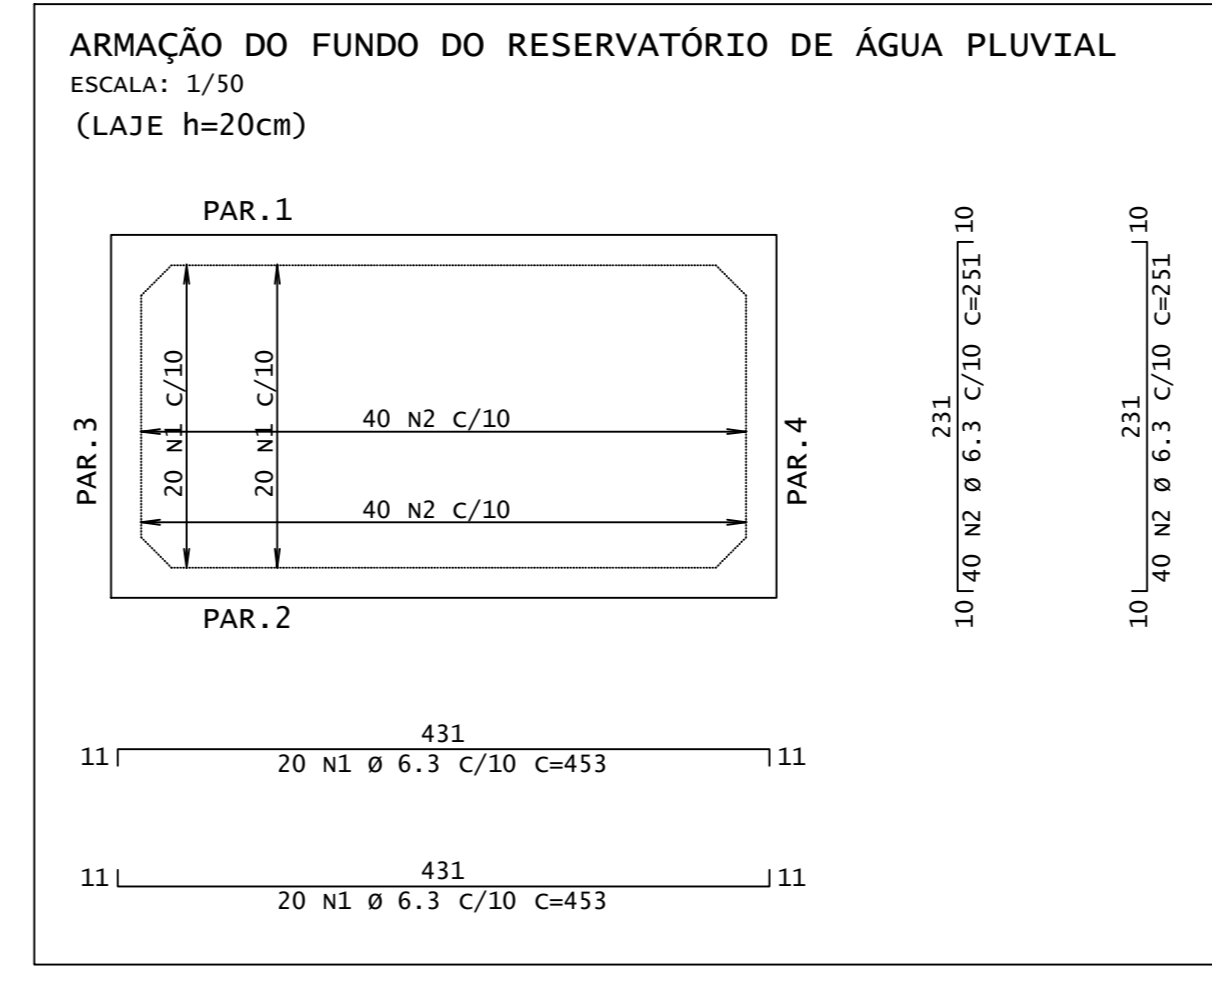 ARMAÇÃO DO FUNDO DO RESERVATÓRIO DE ÁGUA PLUVIAL
ESCALA: 1/50
(LAJE h=20cm)
PAR.1
PAR.3
20 N1 C/10
20 N1 C/10
40 N2 C/10
40 N2 C/10
PAR.4
PAR.2
10
231
40 N2 Ø 6.3 C/10 C=251
10
10
231
40 N2 Ø 6.3 C/10 C=251
10
431
11
20 N1 Ø 6.3 C/10 C=453
11
431
11
20 N1 Ø 6.3 C/10 C=453
11